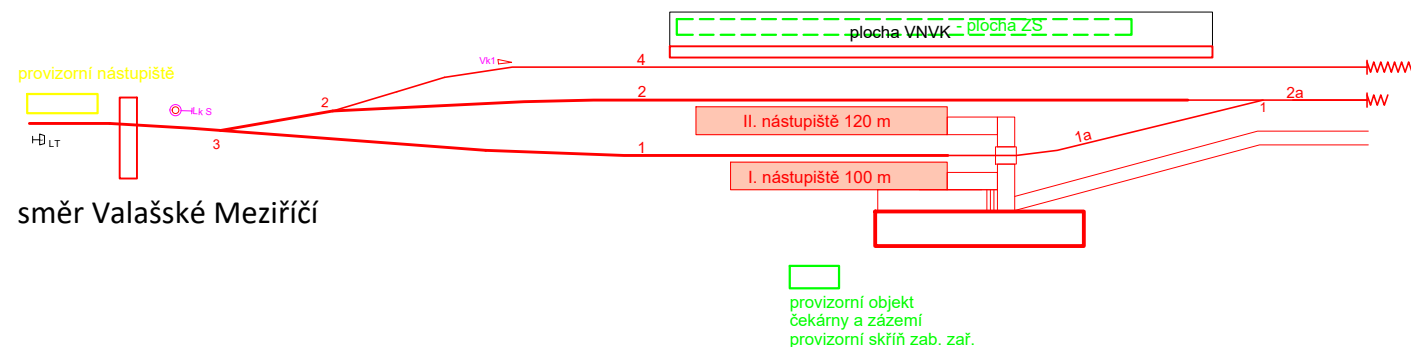 plocha VNVK
- plocha ZS
provizorní nástupiště
Vk1
4
Lk S
2
2
2a
1
LT
3
II. nástupiště 120 m
1a
1
I. nástupiště 100 m
směr Valašské Meziříčí
provizorní objekt
čekárny a zázemí
provizorní skříň zab. zař.